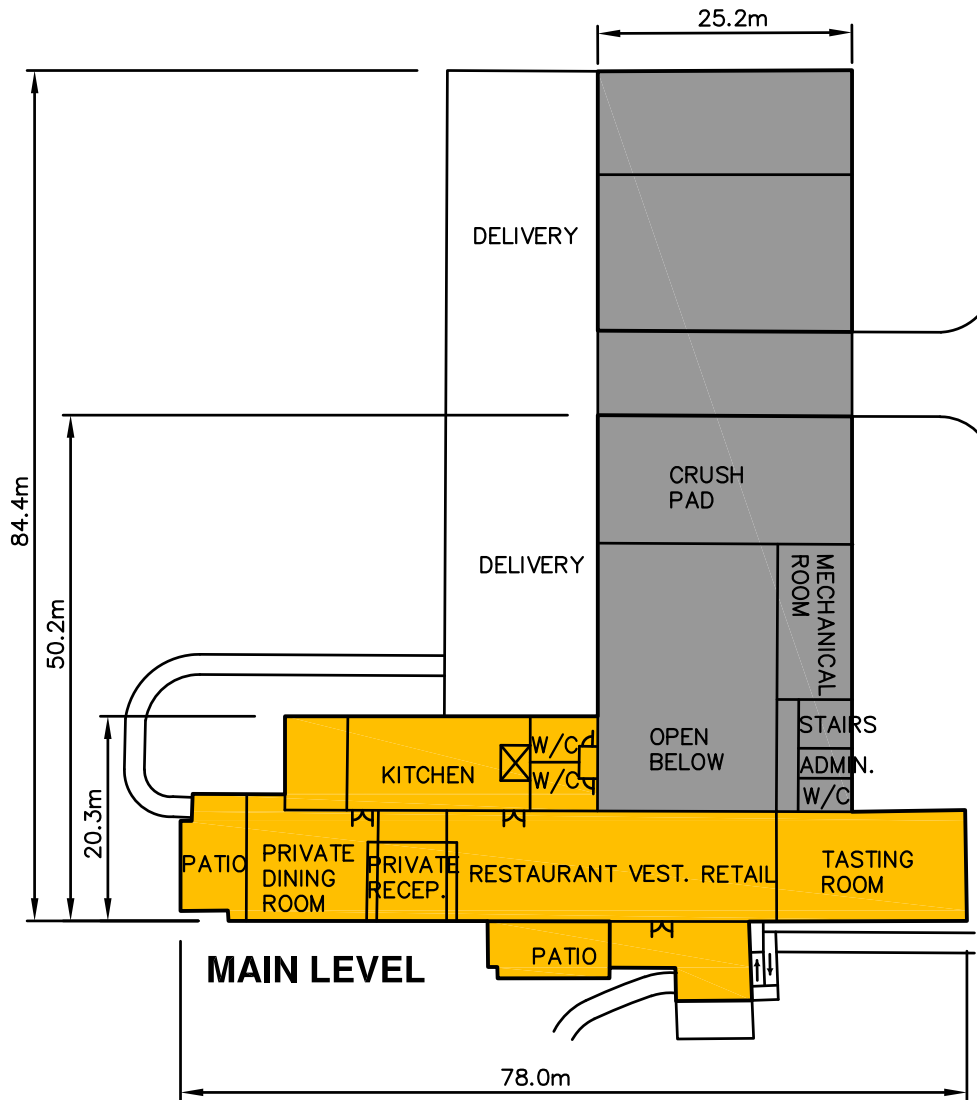 25.2m
DELIVERY
84.4m
CRUSH
PAD
50.2m
DELIVERY
MECHANICAL
ROOM
20.3m
W/C
W/C
KITCHEN
OPEN
BELOW
STAIRS
ADMIN.
W/C
PATIO
PRIVATE
DINING
ROOM
PRIVATE
RECEP.
RESTAURANT VEST. RETAIL
TASTING
ROOM
PATIO
MAIN LEVEL
78.0m